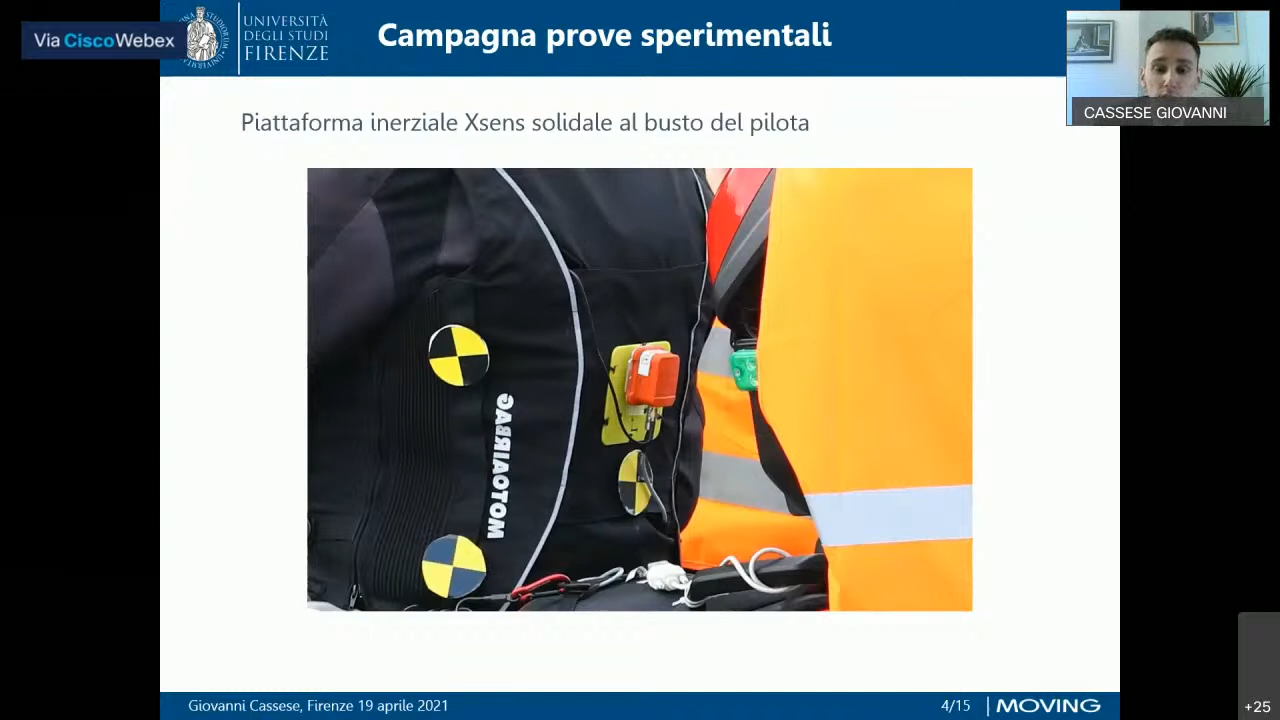 Via CiscoWebex
UNIVERSITÀ
DEGLI STUDI
FIRENZE
Campagna prove sperimentali
CASSESE GIOVANNI
Piattaforma inerziale Xsens solidale al busto del pilota
MOTOAIRBAG
Giovanni Cassese, Firenze 19 aprile 2021
4/15
MOVING
+25